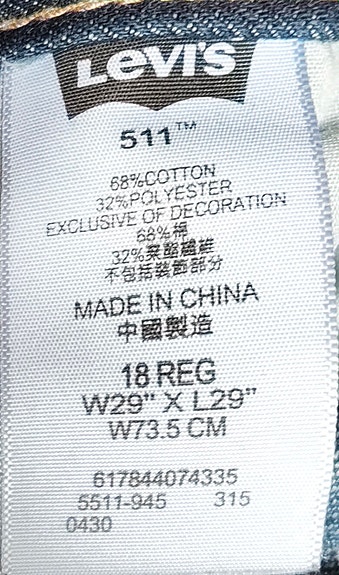 Levi's
511™
68%COTTON
32%POLYESTER
EXCLUSIVE OF DECORATION
68%棉
32%聚酯纖維
不包括裝飾部分
MADE IN CHINA
中國製造
18 REG
W29" X L29"
W73.5 CM
617844074335
5511-945 315
0430